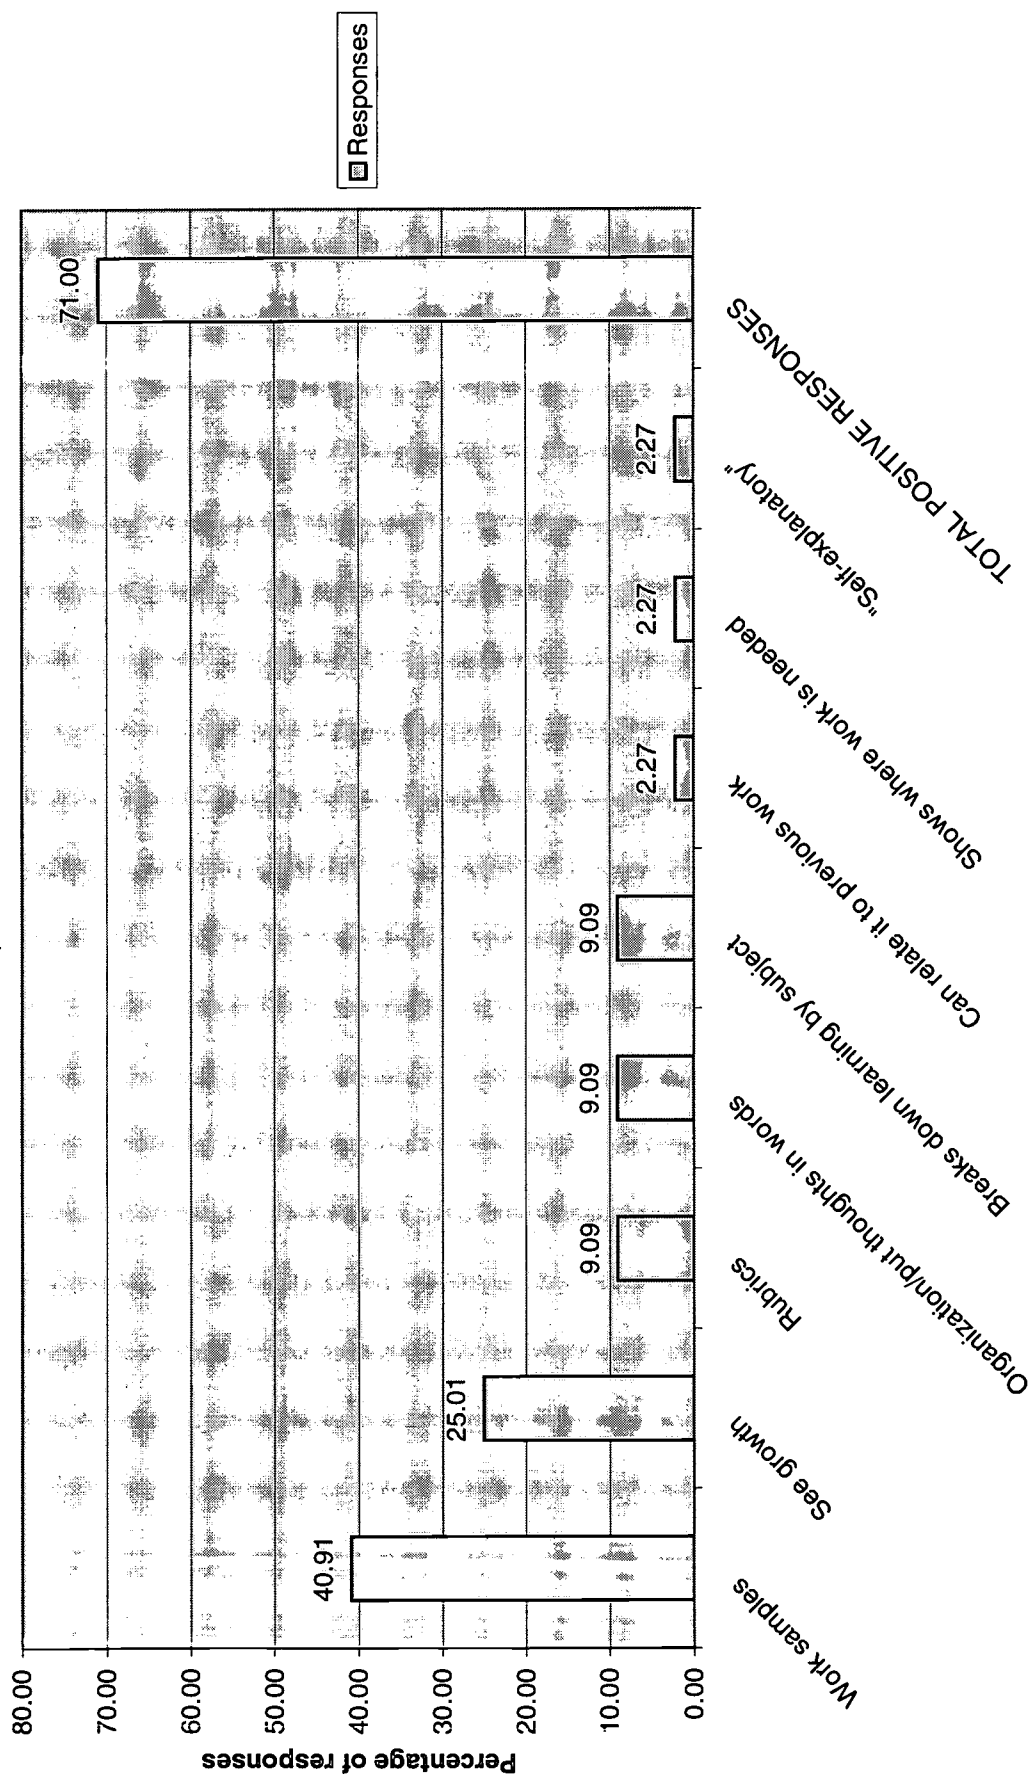 Responses
80.00
70.00
60.00
50.00
40.00
30.00
20.00
10.00
0.00
Percentage of responses
40.91
25.01
9.09
9.09
9.09
2.27
2.27
2.27
71.00
Work samples
See growth
Rubrics
Organization/put thoughts in words
Breaks down learning by subject
Can relate it to previous work
Shows where work is needed
"Self-explanatory"
TOTAL POSITIVE RESPONSES